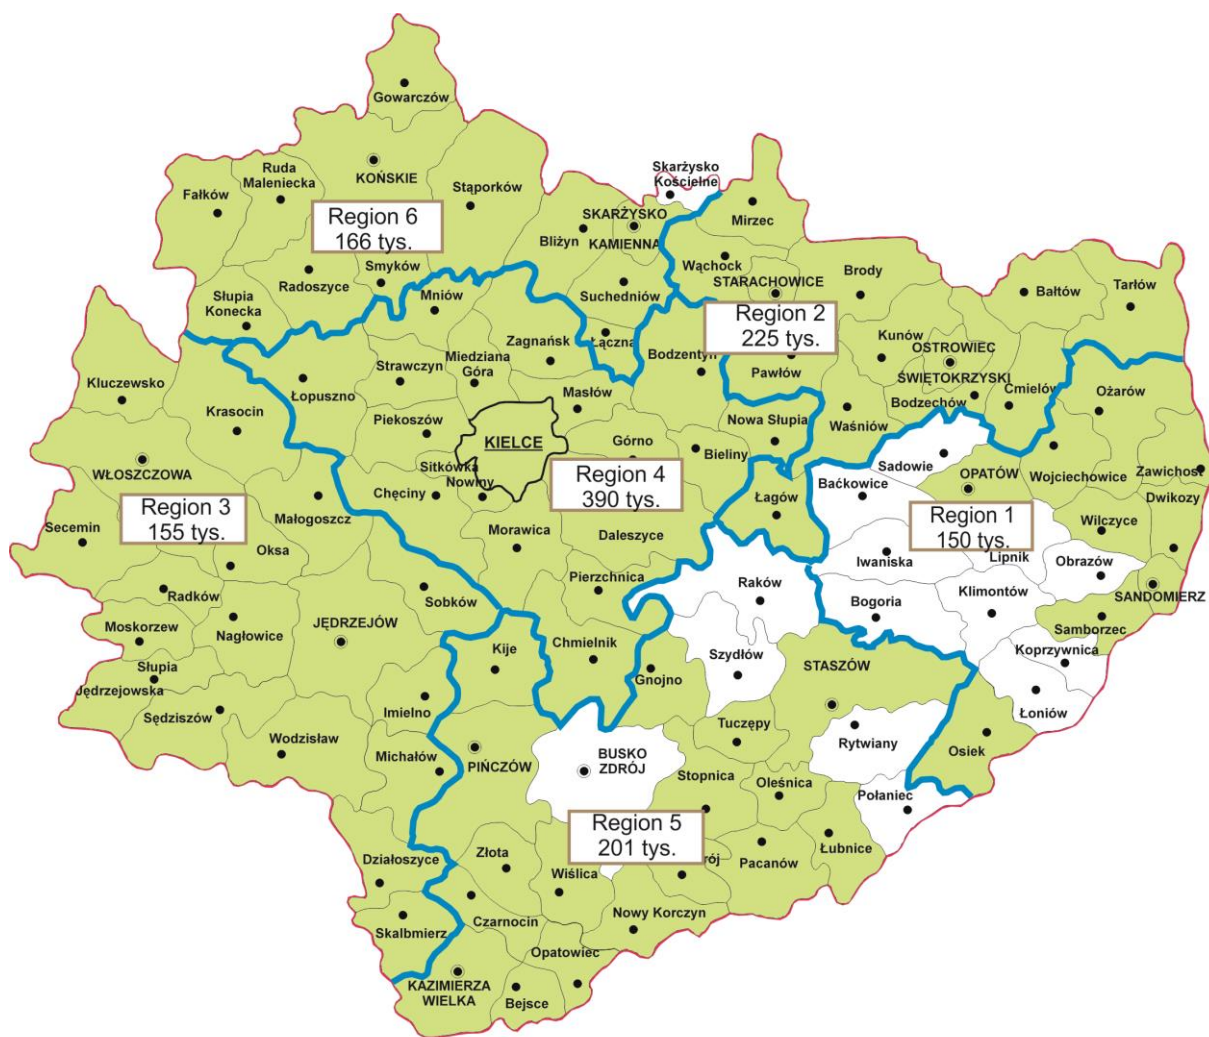 Gowarczów
Ruda
Maleniecka
KOŃSKIE
Stąporków
Fałków
Skarżysko
Kościelne
Mirzec
Region 6
166 tys.
SKARŻYSKO
KAMIENNA
Bliżyn
Wąchock
STARACHOWICE
Brody
Bałtów
Tarłów
Smyków
Radoszyce
Słupia
Konecka
Mniów
Suchedniów
Łączna
Zagnańsk
Bodzentyn
Region 2
225 tys.
Kunów
OSTROWIEC
ŚWIĘTOKRZYSKI
Pawłów
Miedziana
Góra
Strawczyn
Kluczewsko
Łopuszno
Krasocin
Masłów
Bodzechów
Ćmielów
Ożarów
Piekoszów
KIELCE
Górno
Nowa Słupia
Waśniów
Bieliny
Sadowie
OPATÓW
Wojciechowice
Zawichost
WŁOSZCZOWA
Sitkówka
Nowiny
Region 4
390 tys.
Baćkowice
Dwikozy
Chęciny
Łagów
Region 3
155 tys.
Małogoszcz
Region 1
150 tys.
Wilczyce
Secemin
Oksa
Morawica
Daleszyce
Iwaniska
Lipnik
Obrazów
Pierzchnica
Raków
Radków
Sobków
Bogoria
Klimontów
SANDOMIERZ
Moskorzew
Nagłowice
JĘDRZEJÓW
Samborzec
Kije
Chmielnik
Szydłów
Koprzywnica
Słupia
Jędrzejowska
Gnojno
STASZÓW
Imielno
Łoniów
Sędziszów
Tuczępy
Rytwiany
Wodzisław
Michałów
PIŃCZÓW
BUSKO
ZDRÓJ
Osiek
Stopnica
Oleśnica
Połaniec
Region 5
201 tys.
Łubnice
Działoszyce
Złota
Wiślica
rój
Pacanów
Skalbmierz
Czarnocin
Nowy Korczyn
Opatowiec
KAZIMIERZA
WIELKA
Bejsce